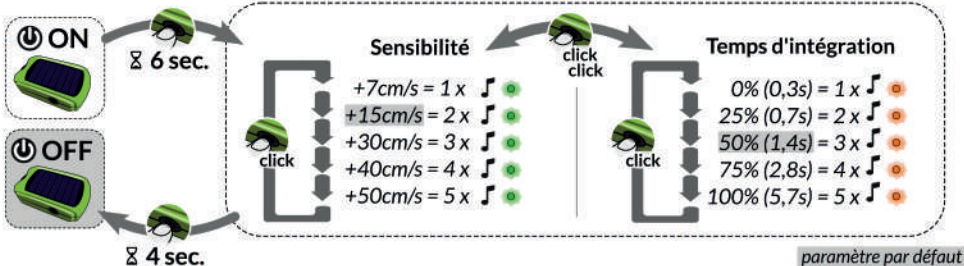 ON
6 sec.
OFF
4 sec.
Sensibilité
+7cm/s = 1 x
+15cm/s = 2 x
+30cm/s = 3 x
+40cm/s = 4 x
+50cm/s = 5 x
click
click
click
Temps d'intégration
0% (0,3s) = 1 x
25% (0,7s) = 2 x
50% (1,4s) = 3 x
75% (2,8s) = 4 x
100% (5,7s) = 5 x
click
paramètre par défaut